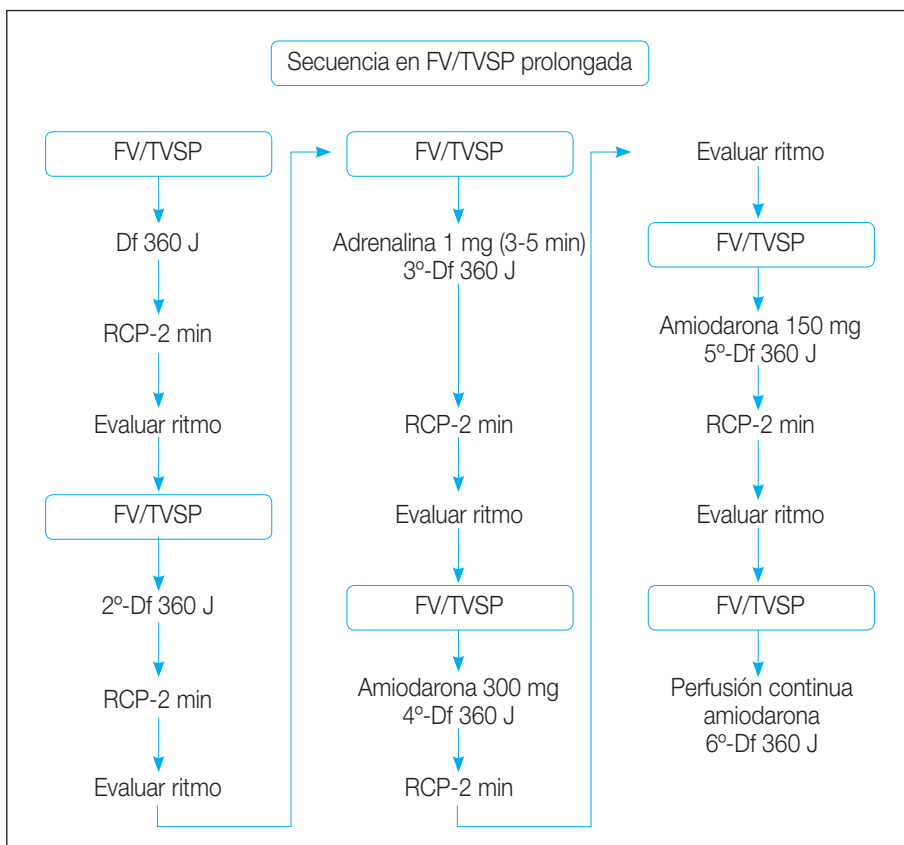 Secuencia en FV/TVSP prolongada
FV/TVSP
Df 360 J
RCP-2 min
Evaluar ritmo
FV/TVSP
2º-Df 360 J
RCP-2 min
Evaluar ritmo
FV/TVSP
Adrenalina 1 mg (3-5 min)
3º-Df 360 J
RCP-2 min
Evaluar ritmo
FV/TVSP
Amiodarona 300 mg
4º-Df 360 J
RCP-2 min
Evaluar ritmo
FV/TVSP
Amiodarona 150 mg
5º-Df 360 J
RCP-2 min
Evaluar ritmo
FV/TVSP
Perfusión continua
amiodarona
6º-Df 360 J